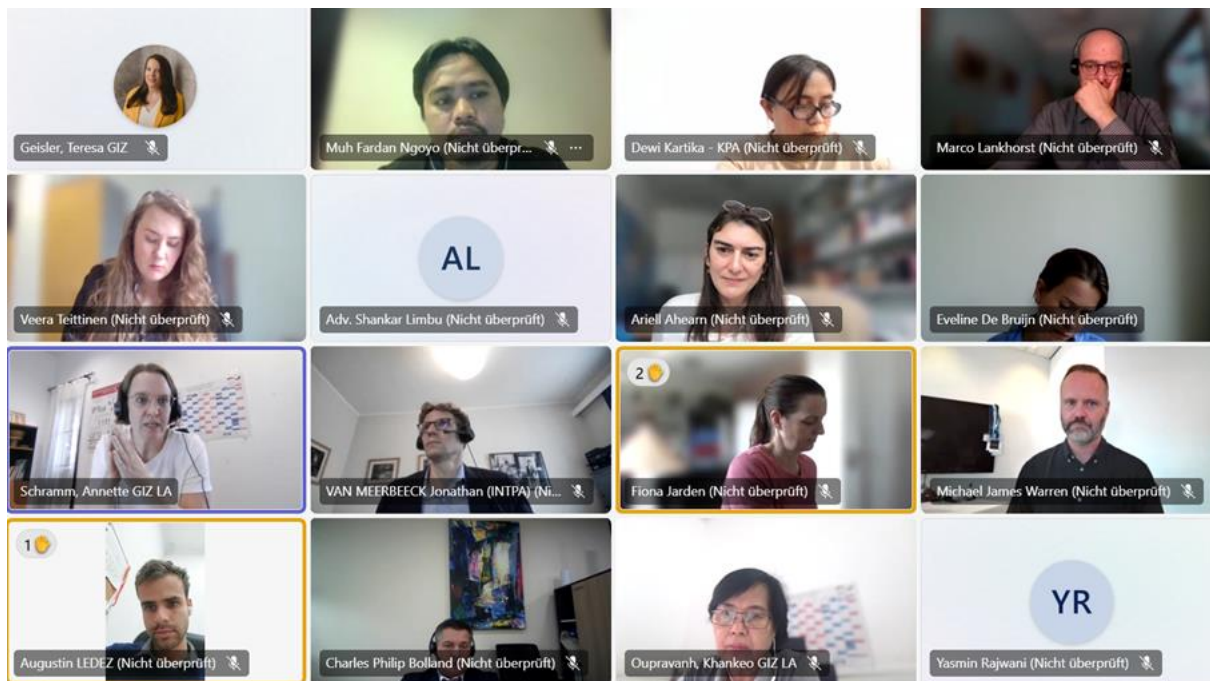 Geisler, Teresa GIZ
Muh Fardan Ngoyo (Nicht überpr...
Dewi Kartika - KPA (Nicht überprüft)
Marco Lankhorst (Nicht überprüft)
Veera Teittinen (Nicht überprüft)
AL
Adv. Shankar Limbu (Nicht überprüft)
Ariell Ahearn (Nicht überprüft)
Eveline De Bruijn (Nicht überprüft)
Schramm, Annette GIZ LA
VAN MEERBEECK Jonathan (INTPA) (Ni...
2
Fiona Jarden (Nicht überprüft)
Michael James Warren (Nicht überprüft)
1
Augustin LEDEZ (Nicht überprüft)
Charles Philip Bolland (Nicht überprüft)
Oupravanh, Khankeo GIZ LA
YR
Yasmin Rajwani (Nicht überprüft)